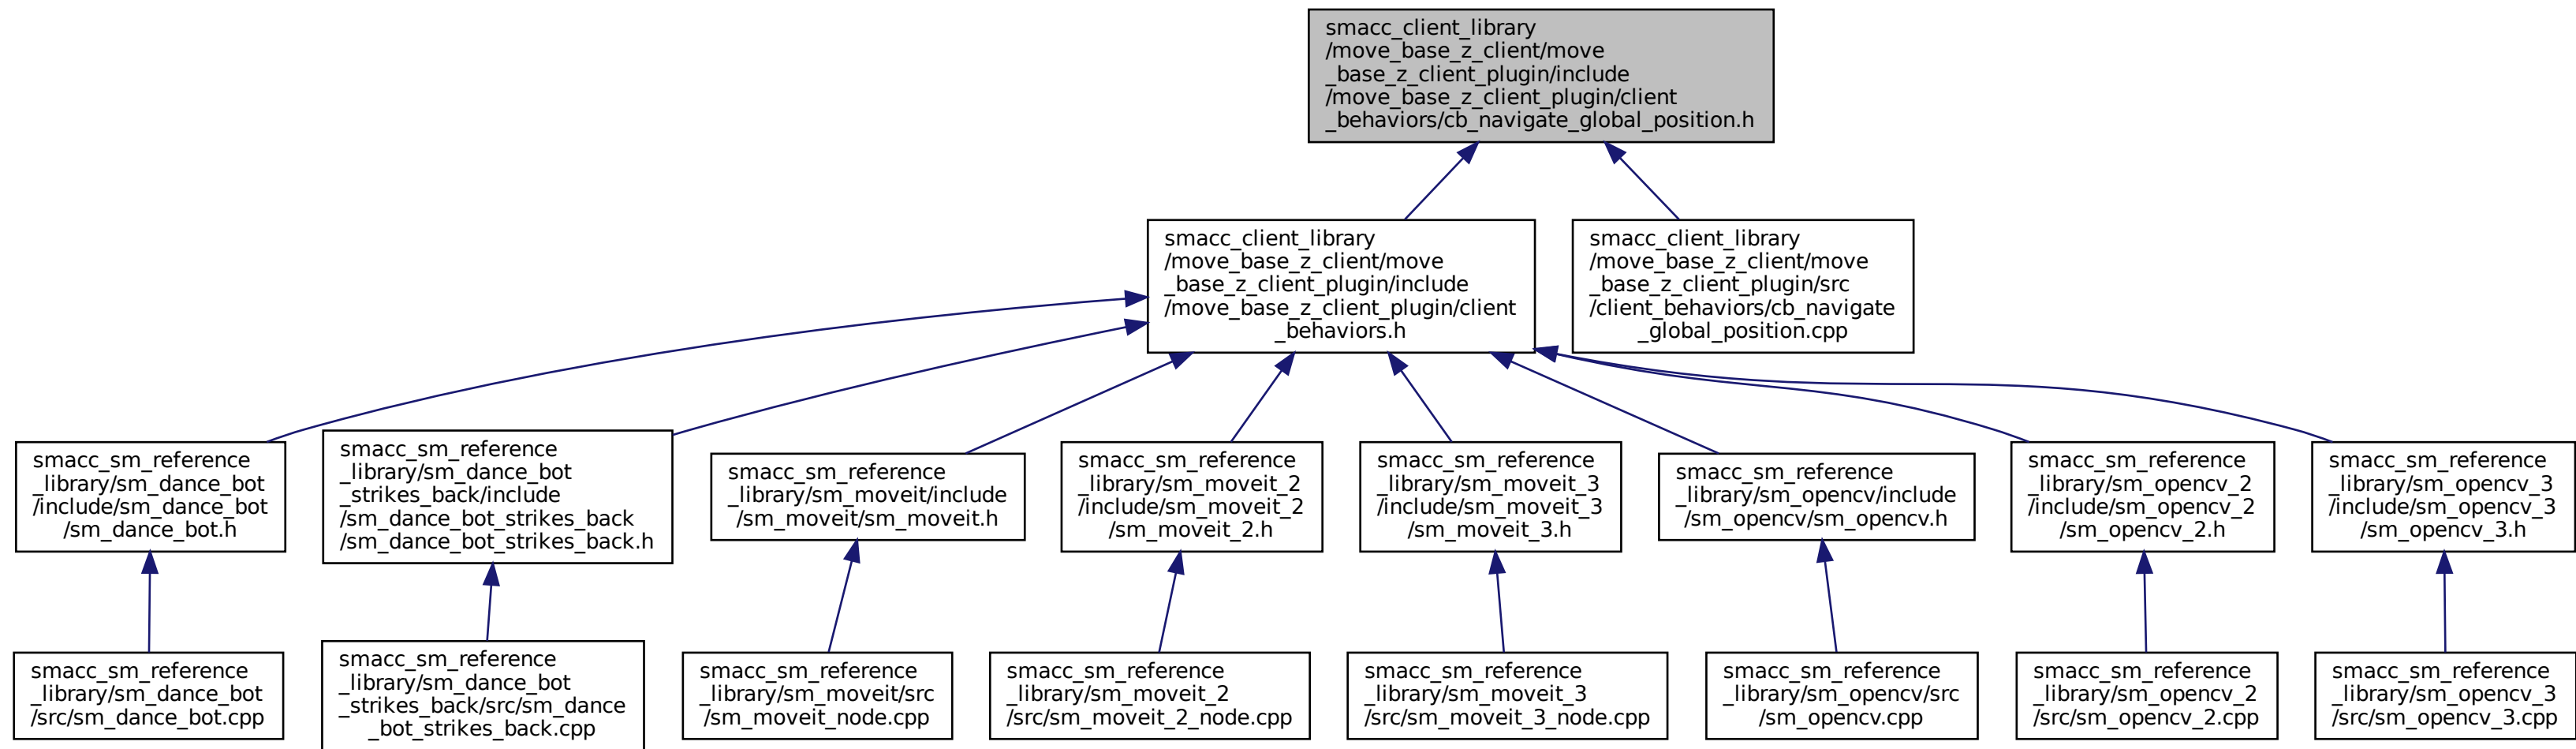 smacc_client_library
/move_base_z_client/move
_base_z_client_plugin/include
/move_base_z_client_plugin/client
_behaviors/cb_navigate_global_position.h
smacc_client_library
/move_base_z_client/move
_base_z_client_plugin/include
/move_base_z_client_plugin/client
_behaviors.h
smacc_client_library
/move_base_z_client/move
_base_z_client_plugin/src
/client_behaviors/cb_navigate
_global_position.cpp
smacc_sm_reference
_library/sm_dance_bot
/include/sm_dance_bot
/sm_dance_bot.h
smacc_sm_reference
_library/sm_dance_bot
_strikes_back/include
/sm_dance_bot_strikes_back
/sm_dance_bot_strikes_back.h
smacc_sm_reference
_library/sm_moveit/include
/sm_moveit/sm_moveit.h
smacc_sm_reference
_library/sm_moveit_2
/include/sm_moveit_2
/sm_moveit_2.h
smacc_sm_reference
_library/sm_moveit_3
/include/sm_moveit_3
/sm_moveit_3.h
smacc_sm_reference
_library/sm_opencv/include
/sm_opencv/sm_opencv.h
smacc_sm_reference
_library/sm_opencv_2
/include/sm_opencv_2
/sm_opencv_2.h
smacc_sm_reference
_library/sm_opencv_3
/include/sm_opencv_3
/sm_opencv_3.h
smacc_sm_reference
_library/sm_dance_bot
/src/sm_dance_bot.cpp
smacc_sm_reference
_library/sm_dance_bot
_strikes_back/src/sm_dance
_bot_strikes_back.cpp
smacc_sm_reference
_library/sm_moveit/src
/sm_moveit_node.cpp
smacc_sm_reference
_library/sm_moveit_2
/src/sm_moveit_2_node.cpp
smacc_sm_reference
_library/sm_moveit_3
/src/sm_moveit_3_node.cpp
smacc_sm_reference
_library/sm_opencv/src
/sm_opencv.cpp
smacc_sm_reference
_library/sm_opencv_2
/src/sm_opencv_2.cpp
smacc_sm_reference
_library/sm_opencv_3
/src/sm_opencv_3.cpp